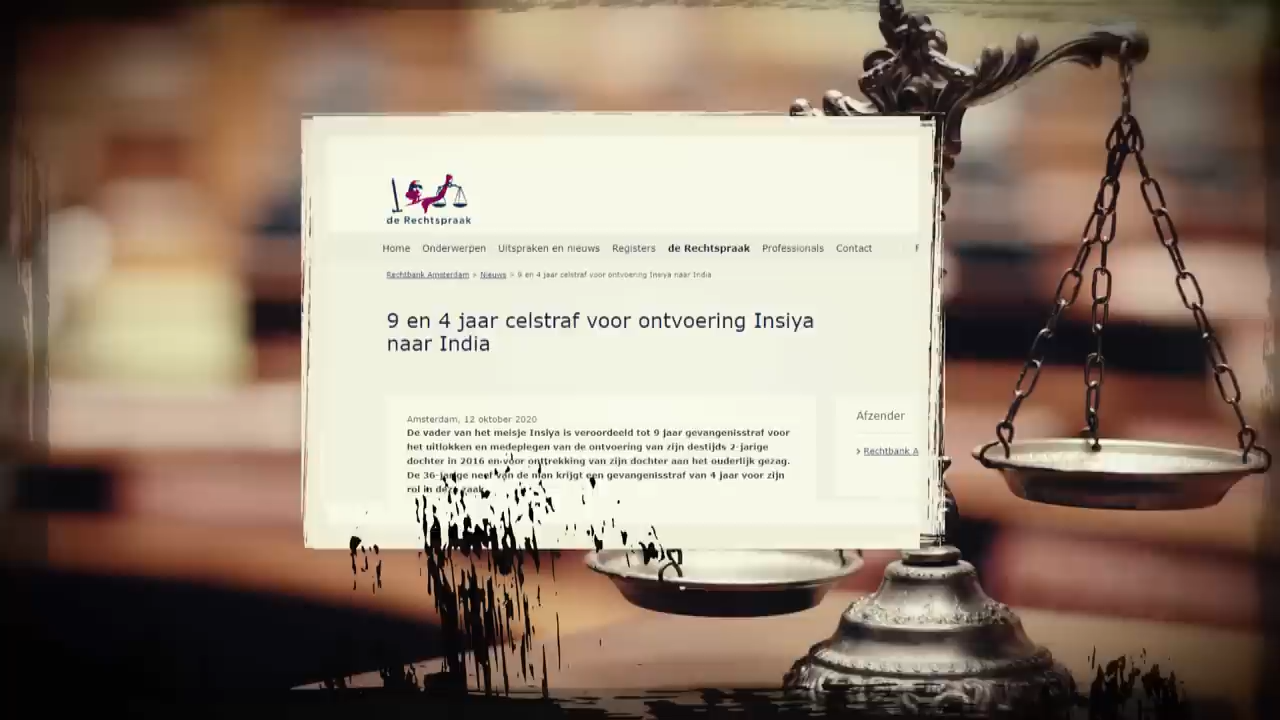 de Rechtspraak
Home Onderwerpen Uitspraken en nieuws Registers de Rechtspraak Professionals Contact
Rechtbank Amsterdam > Nieuws > 9 en 4 jaar celstraf voor ontvoering Insiya naar India
9 en 4 jaar celstraf voor ontvoering Insiya
naar India
Amsterdam, 12 oktober 2020
De vader van het meisje Insiya is veroordeeld tot 9 jaar gevangenisstraf voor
het uitlokken en medeplegen van de ontvoering van zijn destijds 2-jarige
dochter in 2016 en voor onttrekking van zijn dochter aan het ouderlijk gezag.
De 36-jarige neef van de man krijgt een gevangenisstraf van 4 jaar voor zijn
rol in deze zaak.
Afzender
> Rechtbank A